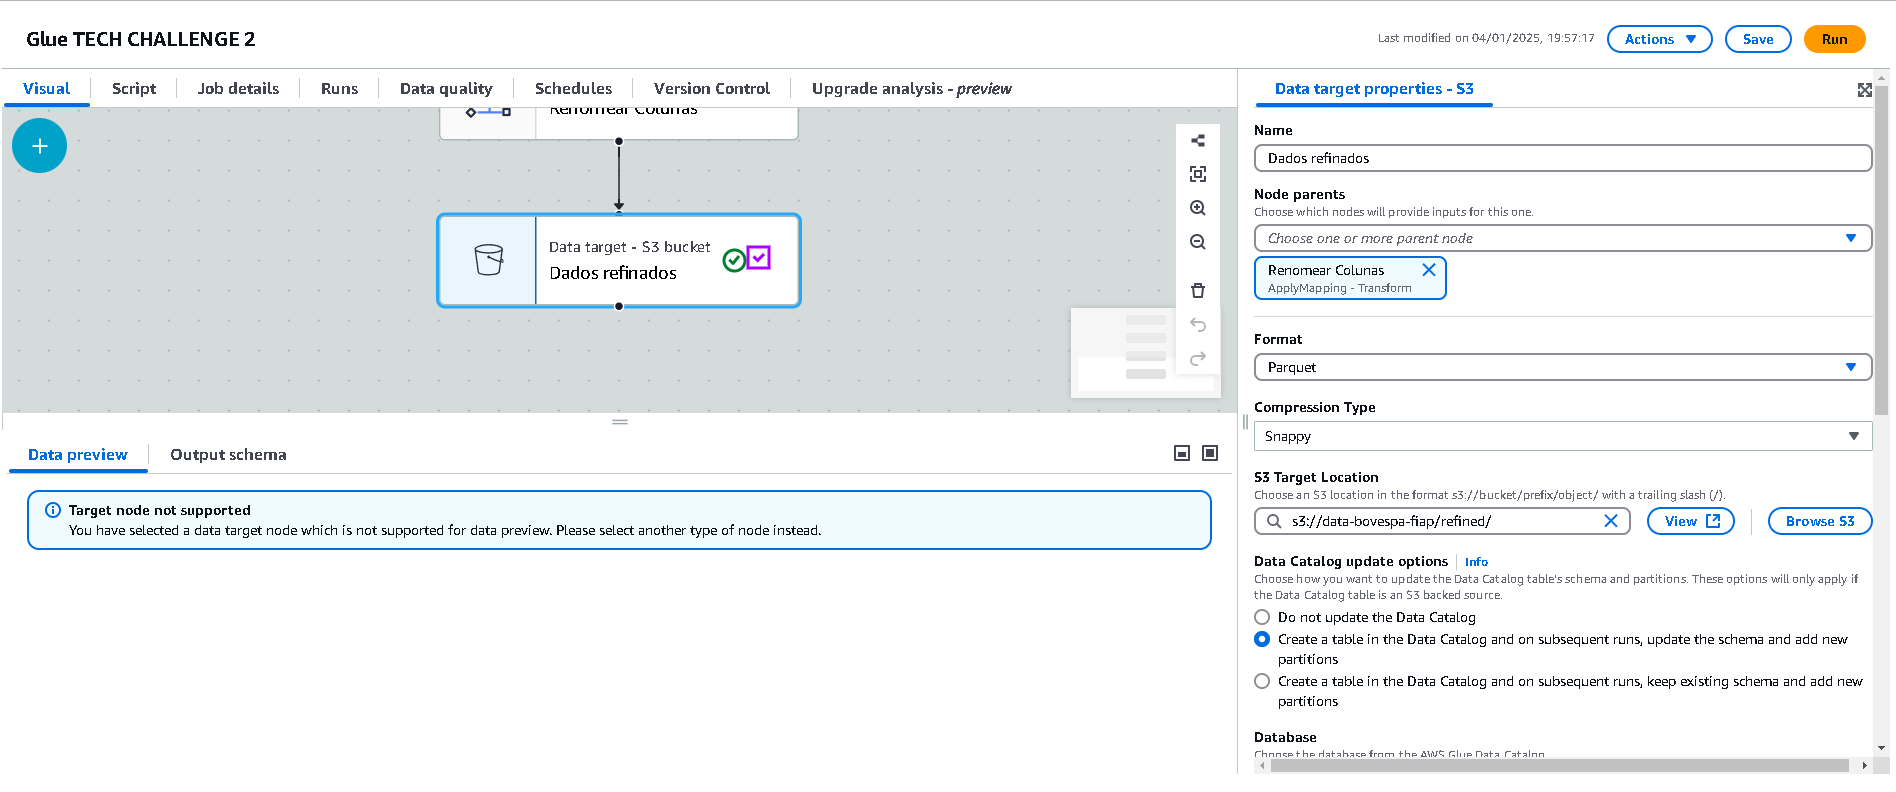 Glue TECH CHALLENGE 2
Last modified on 04/01/2025, 19:57:17
Actions
Save
Run
Visual
Script
Job details
Runs
Data quality
Schedules
Version Control
Upgrade analysis - preview
Renomear Colunas
Data target - S3 bucket
Dados refinados
Data preview
Output schema
Target node not supported
You have selected a data target node which is not supported for data preview. Please select another type of node instead.
Data target properties - S3
Name
Dados refinados
Node parents
Choose which nodes will provide inputs for this one.
Choose one or more parent node
Renomear Colunas
ApplyMapping - Transform
Format
Parquet
Compression Type
Snappy
S3 Target Location
Choose an S3 location in the format s3://bucket/prefix/object/ with a trailing slash (/).
s3://data-bovespa-fiap/refined/
View
Browse S3
Data Catalog update options
Info
Choose how you want to update the Data Catalog table's schema and partitions. These options will only apply if
the Data Catalog table is an S3 backed source.
Do not update the Data Catalog
Create a table in the Data Catalog and on subsequent runs, update the schema and add new
partitions
Create a table in the Data Catalog and on subsequent runs, keep existing schema and add new
partitions
Database
Choose the database from the AWS Glue Data Catalog.